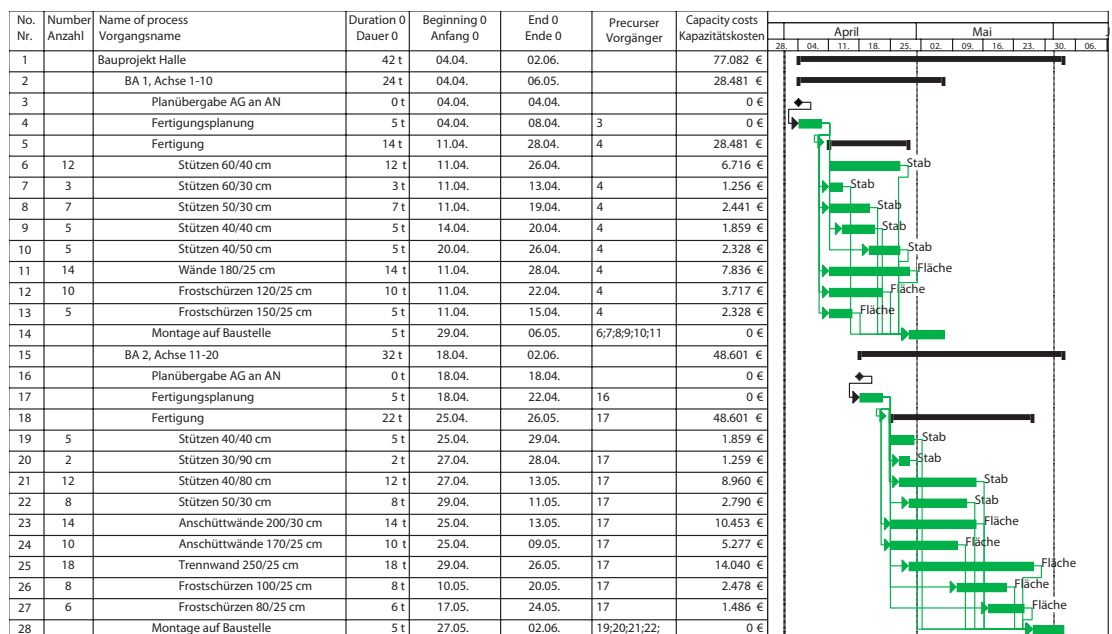 No. Number Name of process Duration 0 Beginning 0 End 0 Precurser Capacity costs
Nr. Anzahl Vorgangsname Dauer 0 Anfang 0 Ende 0 Vorgänger Kapazitätskosten
April Mai J
28. 04. 11. 18. 25. 02. 09. 16. 23. 30. 06.
1 Bauprojekt Halle 42 t 04.04. 02.06. 77.082 €
2 BA 1, Achse 1-10 24 t 04.04. 06.05. 28.481 €
3 Planübergabe AG an AN 0 t 04.04. 04.04. 0 €
4 Fertigungsplanung 5 t 04.04. 08.04. 3 0 €
5 Fertigung 14 t 11.04. 28.04. 4 28.481 €
6 12 Stützen 60/40 cm 12 t 11.04. 26.04. 6.716 € Stab
7 3 Stützen 60/30 cm 3 t 11.04. 13.04. 4 1.256 € Stab
8 7 Stützen 50/30 cm 7 t 11.04. 19.04. 4 2.441 € Stab
9 5 Stützen 40/40 cm 5 t 14.04. 20.04. 4 1.859 € Stab
10 5 Stützen 40/50 cm 5 t 20.04. 26.04. 4 2.328 € Stab
11 14 Wände 180/25 cm 14 t 11.04. 28.04. 4 7.836 € Fläche
12 10 Frostschürzen 120/25 cm 10 t 11.04. 22.04. 4 3.717 € Fläche
13 5 Frostschürzen 150/25 cm 5 t 11.04. 15.04. 4 2.328 € Fläche
14 Montage auf Baustelle 5 t 29.04. 06.05. 6;7;8;9;10;11 0 €
15 BA 2, Achse 11-20 32 t 18.04. 02.06. 48.601 €
16 Planübergabe AG an AN 0 t 18.04. 18.04. 0 €
17 Fertigungsplanung 5 t 18.04. 22.04. 16 0 €
18 Fertigung 22 t 25.04. 26.05. 17 48.601 €
19 5 Stützen 40/40 cm 5 t 25.04. 29.04. 1.859 € Stab
20 2 Stützen 30/90 cm 2 t 27.04. 28.04. 17 1.259 € Stab
21 12 Stützen 40/80 cm 12 t 27.04. 13.05. 17 8.960 € Stab
22 8 Stützen 50/30 cm 8 t 29.04. 11.05. 17 2.790 € Stab
23 14 Anschüttwände 200/30 cm 14 t 25.04. 13.05. 17 10.453 € Fläche
24 10 Anschüttwände 170/25 cm 10 t 25.04. 09.05. 17 5.277 € Fläche
25 18 Trennwand 250/25 cm 18 t 29.04. 26.05. 17 14.040 € Fläche
26 8 Frostschürzen 100/25 cm 8 t 10.05. 20.05. 17 2.478 € Fläche
27 6 Frostschürzen 80/25 cm 6 t 17.05. 24.05. 17 1.486 € Fläche
28 Montage auf Baustelle 5 t 27.05. 02.06. 19;20;21;22; 0 €